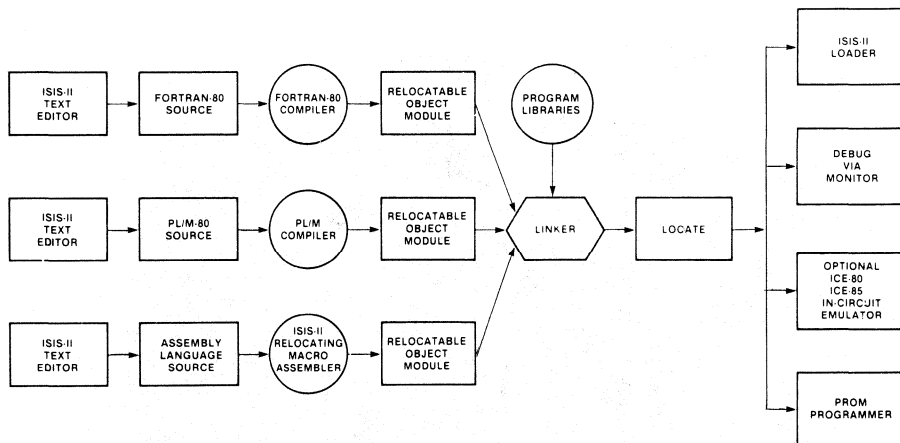 ISIS-II
TEXT
EDITOR
FORTRAN-80
SOURCE
FORTRAN-80
COMPILER
RELOCATABLE
OBJECT
MODULE
PROGRAM
LIBRARIES
ISIS-II
LOADER
DEBUG
VIA
MONITOR
ISIS-II
TEXT
EDITOR
PL/M-80
SOURCE
PL/M
COMPILER
RELOCATABLE
OBJECT
MODULE
LINKER
LOCATE
OPTIONAL
ICE-80
ICE-85
IN-CIRCUIT
EMULATOR
ISIS-II
TEXT
EDITOR
ASSEMBLY
LANGUAGE
SOURCE
ISIS-II
RELOCATING
MACRO
ASSEMBLER
RELOCATABLE
OBJECT
MODULE
PROM
PROGRAMMER